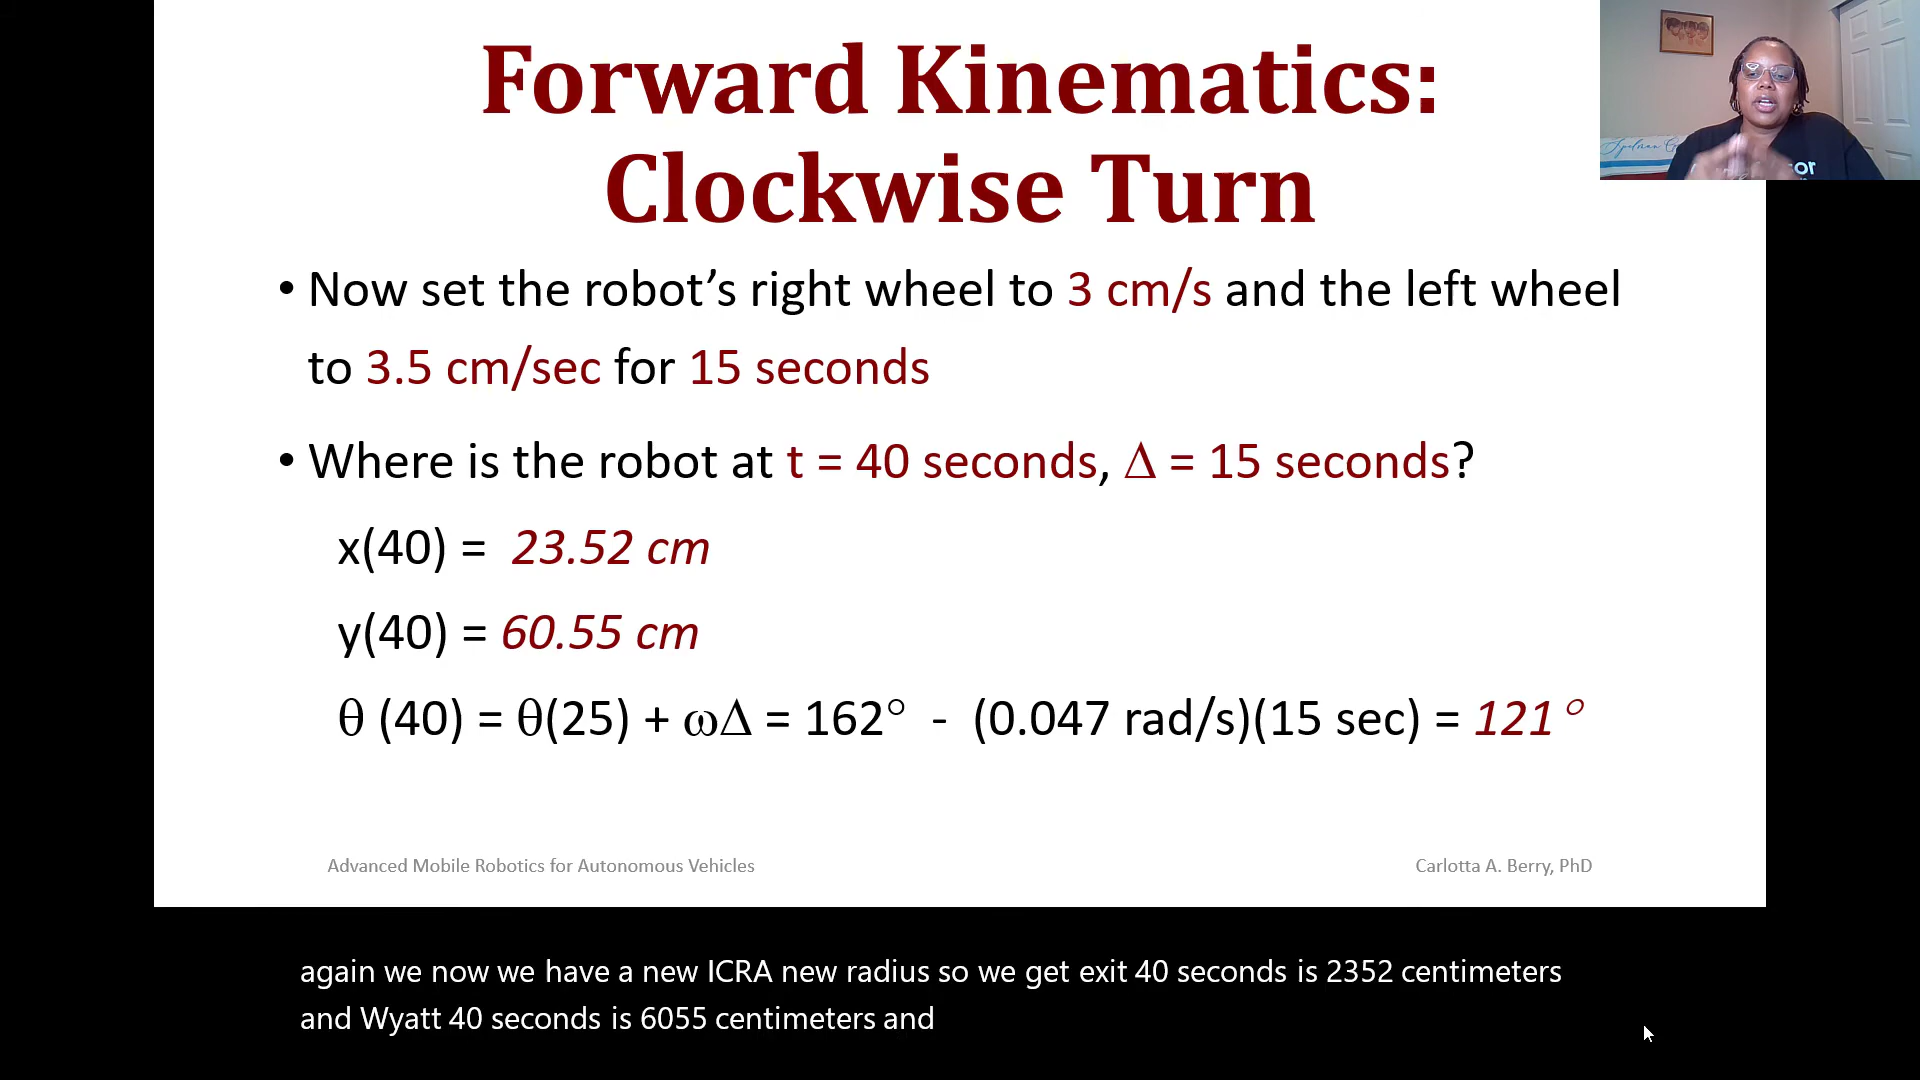 Forward Kinematics:
Clockwise Turn
• Now set the robot’s right wheel to 3 cm/s and the left wheel
to 3.5 cm/sec for 15 seconds
• Where is the robot at t = 40 seconds, Δ = 15 seconds?
x(40) = 23.52 cm
y(40) = 60.55 cm
θ (40) = θ(25) + ωΔ = 162° - (0.047 rad/s)(15 sec) = 121°
Advanced Mobile Robotics for Autonomous Vehicles
Carlotta A. Berry, PhD
again we now we have a new ICRA new radius so we get exit 40 seconds is 2352 centimeters
and Wyatt 40 seconds is 6055 centimeters and